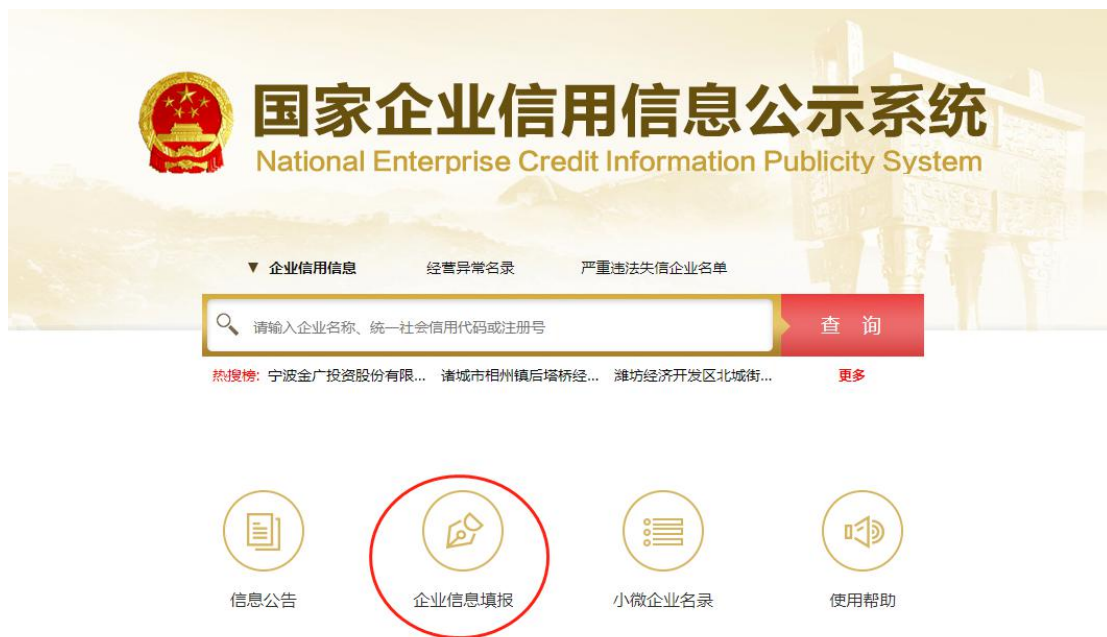 国家企业信用信息公示系统
National Enterprise Credit Information Publicity System
▼ 企业信用信息 经营异常名录 严重违法失信企业名单
请输入企业名称、统一社会信用代码或注册号 查 询
热搜榜: 宁波金广投资股份有限... 诸城市相州镇后塔桥经... 潍坊经济开发区北城街... 更多
信息公告 企业信息填报 小微企业名录 使用帮助